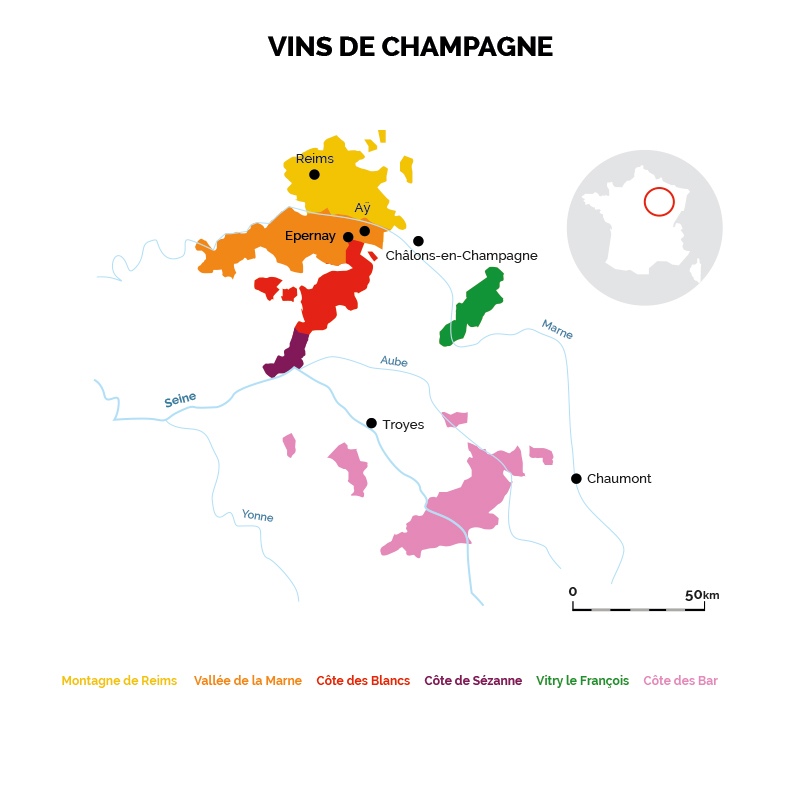 VINS DE CHAMPAGNE
Reims
Aÿ
Epernay
Châlons-en-Champagne
Marne
Aube
Seine
Troyes
Chaumont
Yonne
0 50km
Montagne de Reims Vallée de la Marne Côte des Blancs Côte de Sézanne Vitry le François Côte des Bar